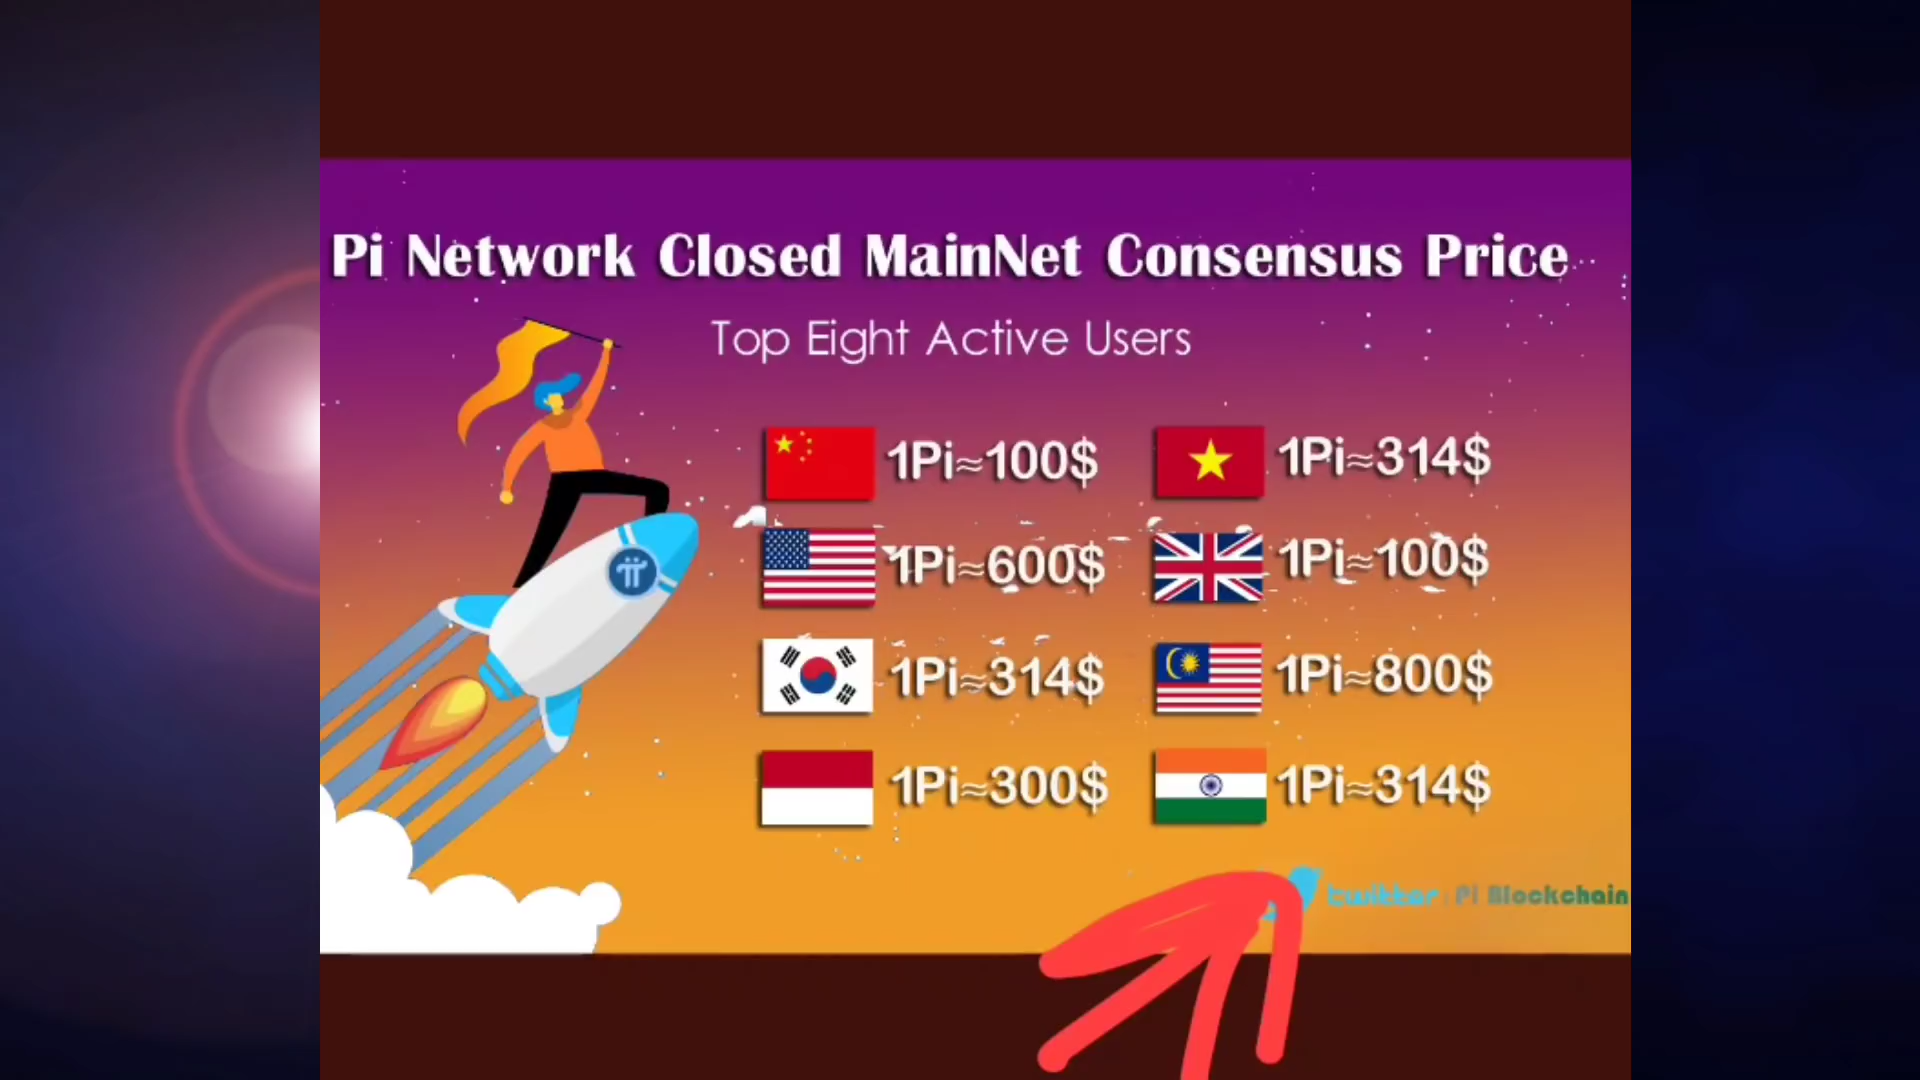 Pi Network Closed MainNet Consensus Price
Top Eight Active Users
1Pi≈100$ 1Pi≈314$
1Pi≈600$ 1Pi≈100$
1Pi≈314$ 1Pi≈800$
1Pi≈300$ 1Pi≈314$
twitter: Pi Blockchain